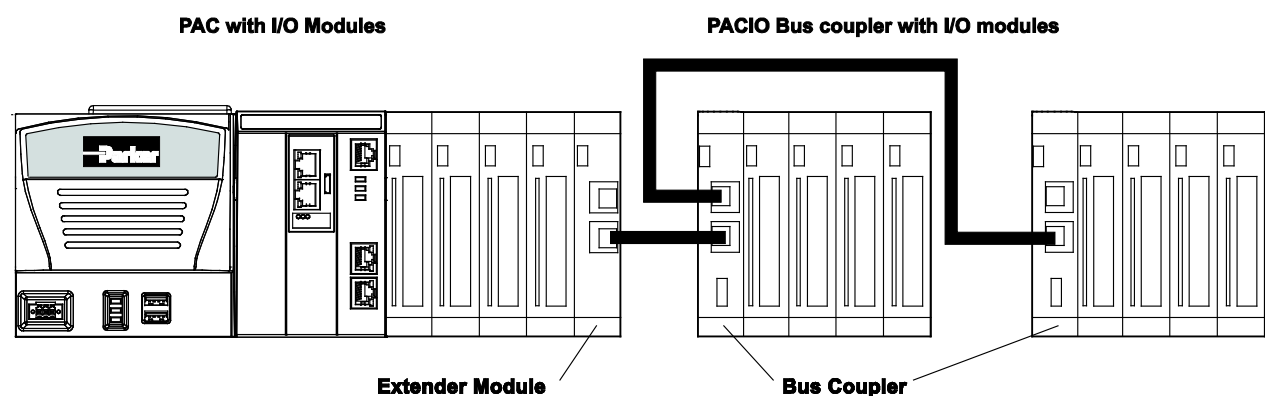 PAC with I/O Modules
PACIO Bus coupler with I/O modules
Parker
Extender Module
Bus Coupler